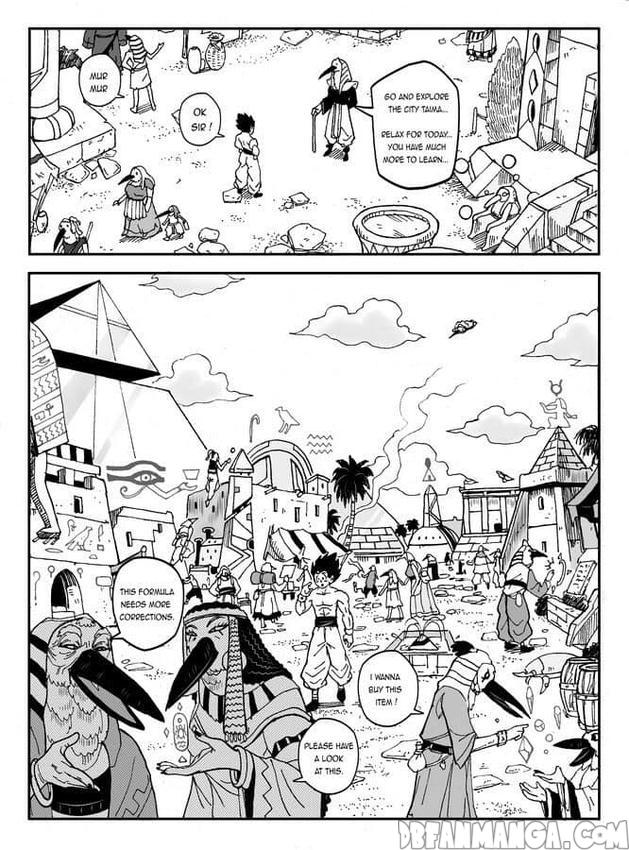 MUR
MUR
OK
SIR !
GO AND EXPLORE
THE CITY TAIMA...
RELAX FOR TODAY...
YOU HAVE MUCH
MORE TO LEARN...
THIS FORMULA
NEEDS MORE
CORRECTIONS.
I WANNA
BUY THIS
ITEM !
PLEASE HAVE
A LOOK
AT THIS.
DBFANMANGA.COM